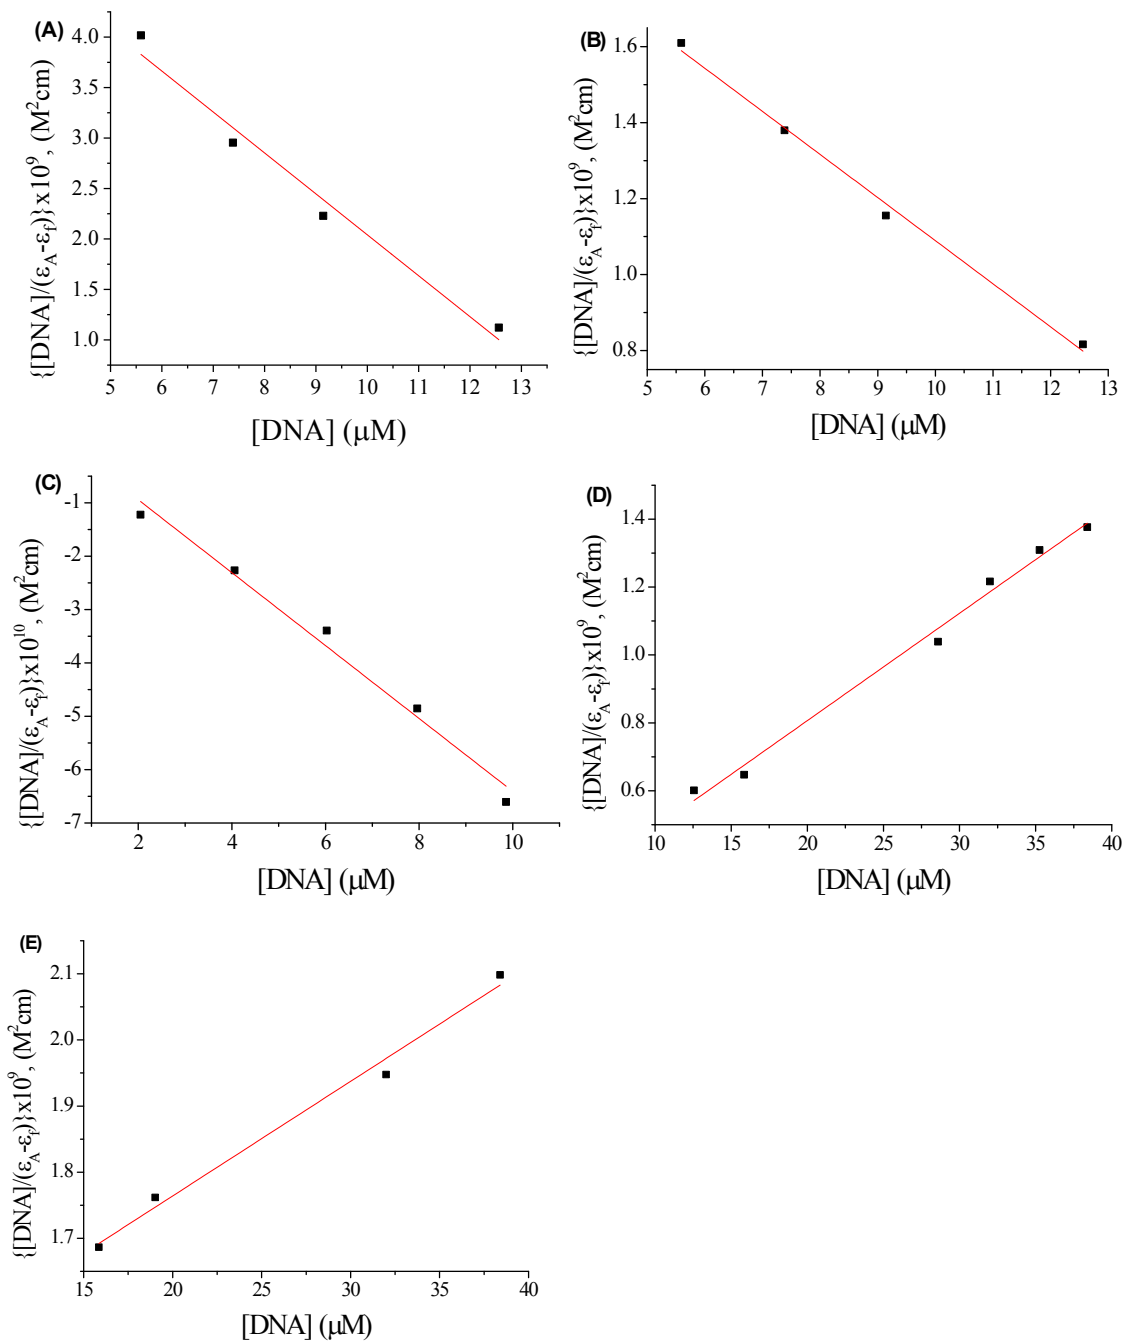 (A)
{[DNA]/(εA-εf)}x10⁹, (M²cm)
4.0
3.5
3.0
2.5
2.0
1.5
1.0
5 6 7 8 9 10 11 12 13
[DNA] (μM)
(B)
{[DNA]/(εA-εf)}x10⁹, (M²cm)
1.6
1.4
1.2
1.0
0.8
5 6 7 8 9 10 11 12 13
[DNA] (μM)
(C)
{[DNA]/(εA-εf)}x10¹⁰, (M²cm)
-1
-2
-3
-4
-5
-6
-7
2 4 6 8 10
[DNA] (μM)
(D)
{[DNA]/(εA-εf)}x10⁹, (M²cm)
1.4
1.2
1.0
0.8
0.6
10 15 20 25 30 35 40
[DNA] (μM)
(E)
{[DNA]/(εA-εf)}x10⁹, (M²cm)
2.1
2.0
1.9
1.8
1.7
15 20 25 30 35 40
[DNA] (μM)